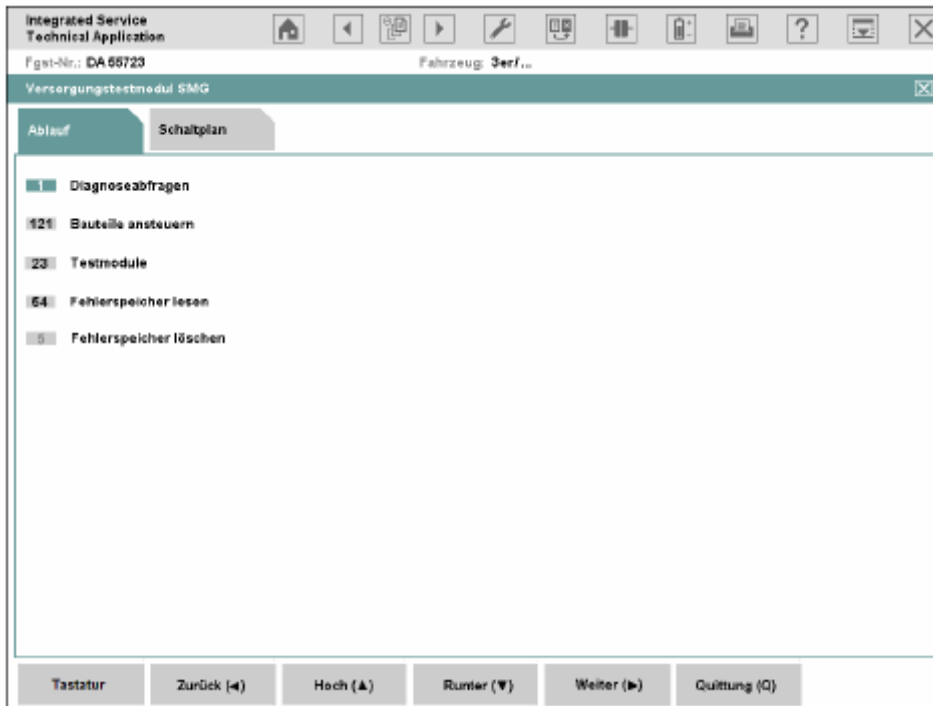 Integrated Service
Technical Application
Fgst-Nr.: DA 65723 Fahrzeug: 3er/...
Versorgungstestmodul SMG
Ablauf Schaltplan
1 Diagnoseabfragen
121 Bauteile ansteuern
23 Testmodule
64 Fehlerspeicher lesen
5 Fehlerspeicher löschen
Tastatur Zurück (◄) Hoch (▲) Runter (▼) Weiter (►) Quittung (Q)